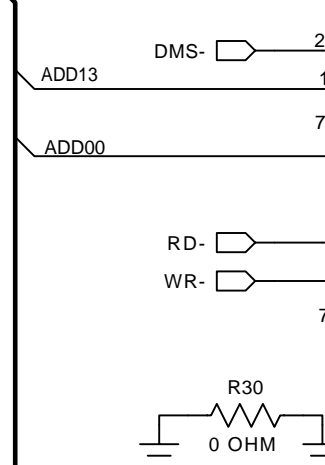 DMS-
2
ADD13
1
7
ADD00
RD-
WR-
7
R30
0 OHM